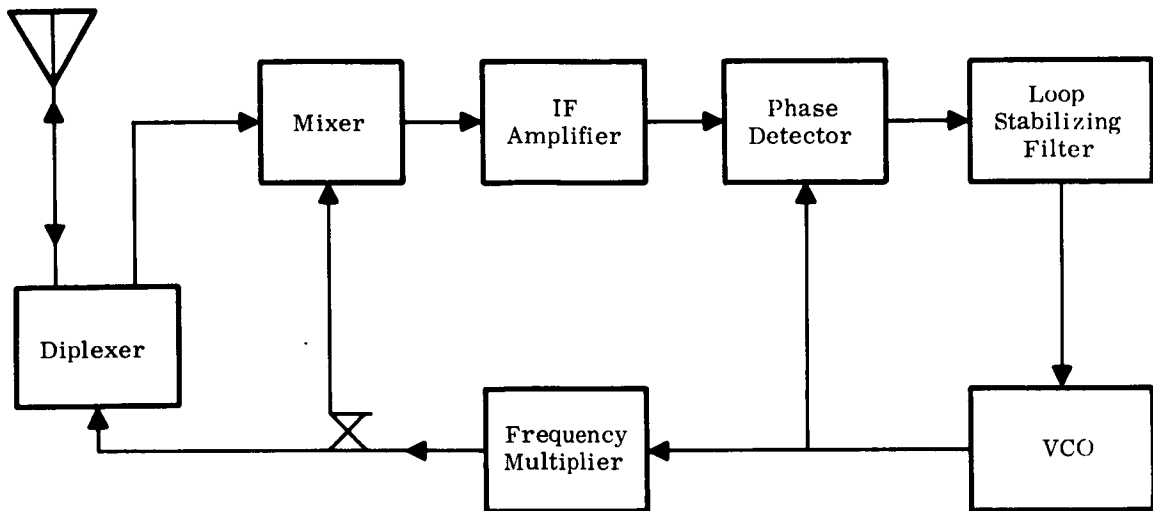 Mixer
IF
Amplifier
Phase
Detector
Loop
Stabilizing
Filter
Diplexer
Frequency
Multiplier
VCO